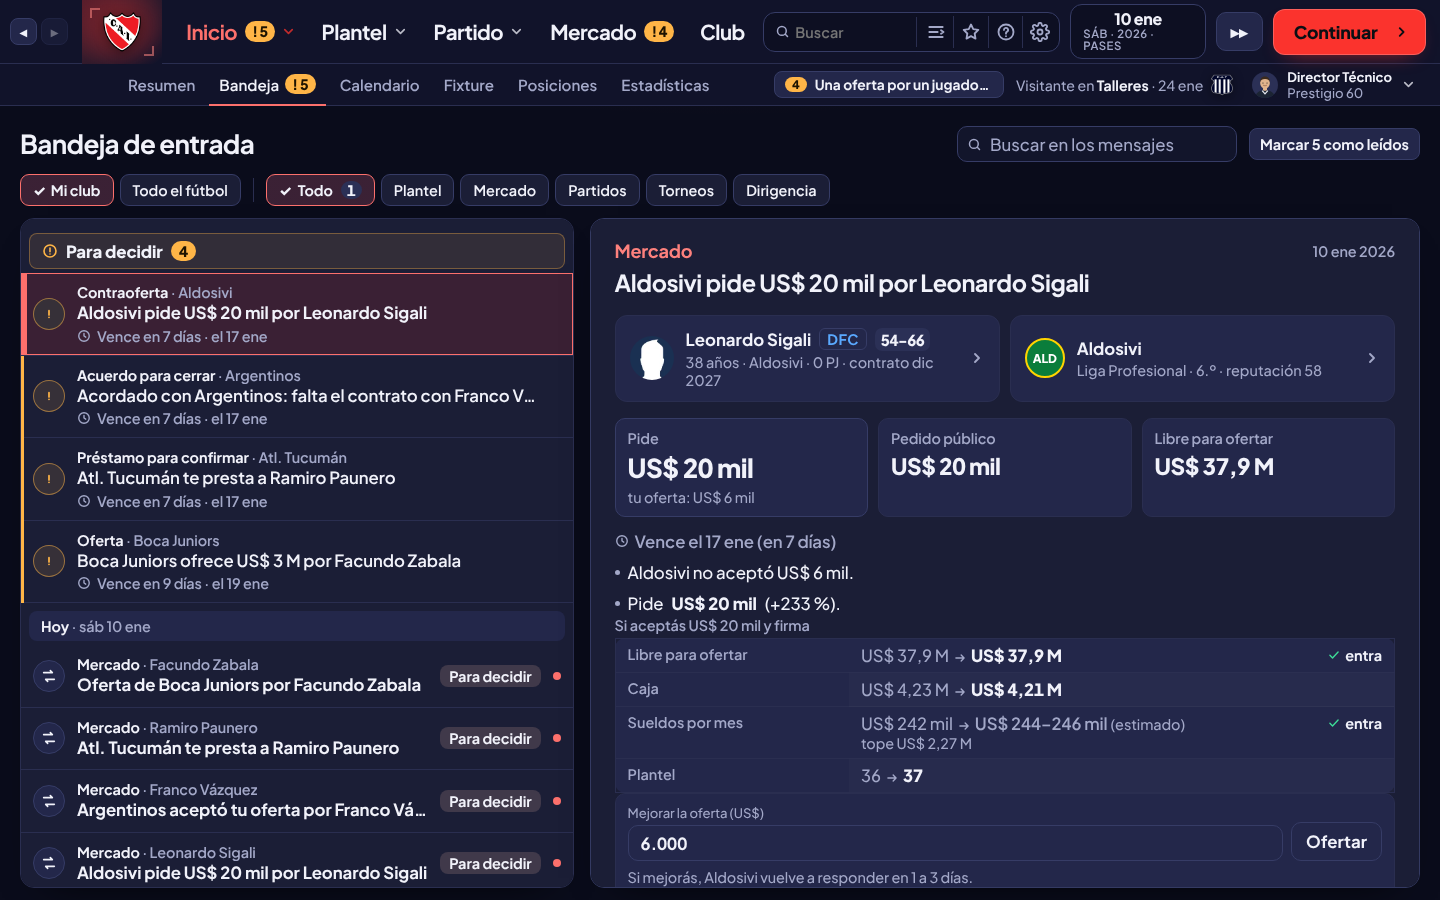 Inicio !5 Plantel Partido Mercado !4 Club
Buscar
10 ene
SÁB · 2026 · PASES
Continuar
Resumen Bandeja !5 Calendario Fixture Posiciones Estadísticas
4 Una oferta por un jugado…
Visitante en Talleres · 24 ene
Director Técnico
Prestigio 60
Bandeja de entrada
Buscar en los mensajes
Marcar 5 como leídos
Mi club Todo el fútbol Todo 1 Plantel Mercado Partidos Torneos Dirigencia
Para decidir 4
Contraoferta · Aldosivi
Aldosivi pide US$ 20 mil por Leonardo Sigali
Vence en 7 días · el 17 ene
Acuerdo para cerrar · Argentinos
Acordado con Argentinos: falta el contrato con Franco V…
Vence en 7 días · el 17 ene
Préstamo para confirmar · Atl. Tucumán
Atl. Tucumán te presta a Ramiro Paunero
Vence en 7 días · el 17 ene
Oferta · Boca Juniors
Boca Juniors ofrece US$ 3 M por Facundo Zabala
Vence en 9 días · el 19 ene
Hoy · sáb 10 ene
Mercado · Facundo Zabala
Oferta de Boca Juniors por Facundo Zabala
Para decidir
Mercado · Ramiro Paunero
Atl. Tucumán te presta a Ramiro Paunero
Para decidir
Mercado · Franco Vázquez
Argentinos aceptó tu oferta por Franco Vá…
Para decidir
Mercado · Leonardo Sigali
Aldosivi pide US$ 20 mil por Leonardo Sigali
Para decidir
Mercado
10 ene 2026
Aldosivi pide US$ 20 mil por Leonardo Sigali
Leonardo Sigali DFC 54–66
38 años · Aldosivi · 0 PJ · contrato dic
2027
ALD
Aldosivi
Liga Profesional · 6.º · reputación 58
Pide
US$ 20 mil
tu oferta: US$ 6 mil
Pedido público
US$ 20 mil
Libre para ofertar
US$ 37,9 M
Vence el 17 ene (en 7 días)
• Aldosivi no aceptó US$ 6 mil.
• Pide US$ 20 mil (+233 %).
Si aceptás US$ 20 mil y firma
Libre para ofertar US$ 37,9 M → US$ 37,9 M ✓ entra
Caja US$ 4,23 M → US$ 4,21 M
Sueldos por mes US$ 242 mil → US$ 244–246 mil (estimado) ✓ entra
tope US$ 2,27 M
Plantel 36 → 37
Mejorar la oferta (US$)
6.000
Ofertar
Si mejorás, Aldosivi vuelve a responder en 1 a 3 días.